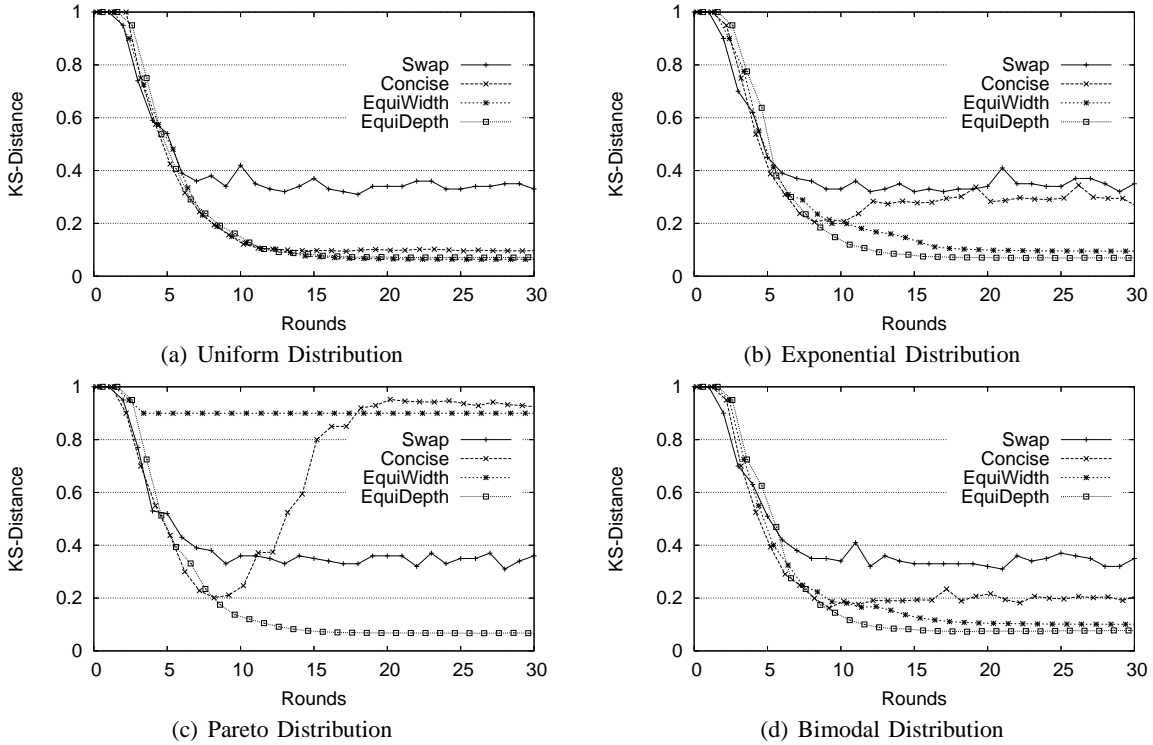 1
0.8
0.6
0.4
0.2
0
KS-Distance
0 5 10 15 20 25 30
Rounds
Swap
Concise
EquiWidth
EquiDepth
(a) Uniform Distribution
1
0.8
0.6
0.4
0.2
0
KS-Distance
0 5 10 15 20 25 30
Rounds
Swap
Concise
EquiWidth
EquiDepth
(b) Exponential Distribution
1
0.8
0.6
0.4
0.2
0
KS-Distance
0 5 10 15 20 25 30
Rounds
Swap
Concise
EquiWidth
EquiDepth
(c) Pareto Distribution
1
0.8
0.6
0.4
0.2
0
KS-Distance
0 5 10 15 20 25 30
Rounds
Swap
Concise
EquiWidth
EquiDepth
(d) Bimodal Distribution